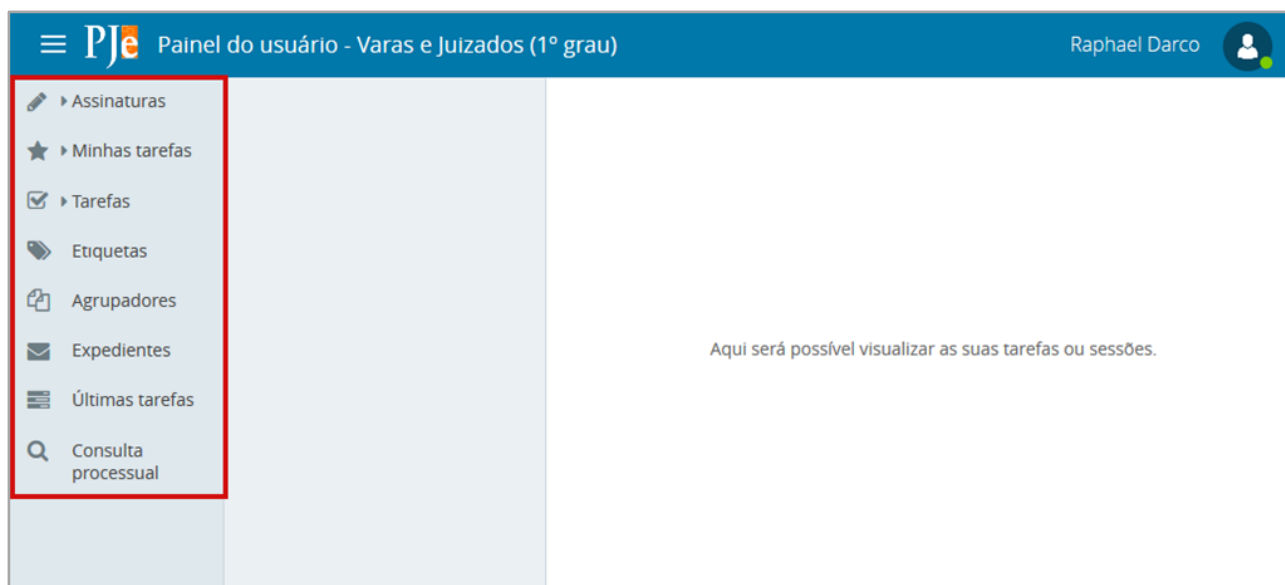 PJe Painel do usuário - Varas e Juizados (1º grau) Raphael Darco
Assinaturas
Minhas tarefas
Tarefas
Etiquetas
Agrupadores
Expedientes
Últimas tarefas
Consulta
processual
Aqui será possível visualizar as suas tarefas ou sessões.